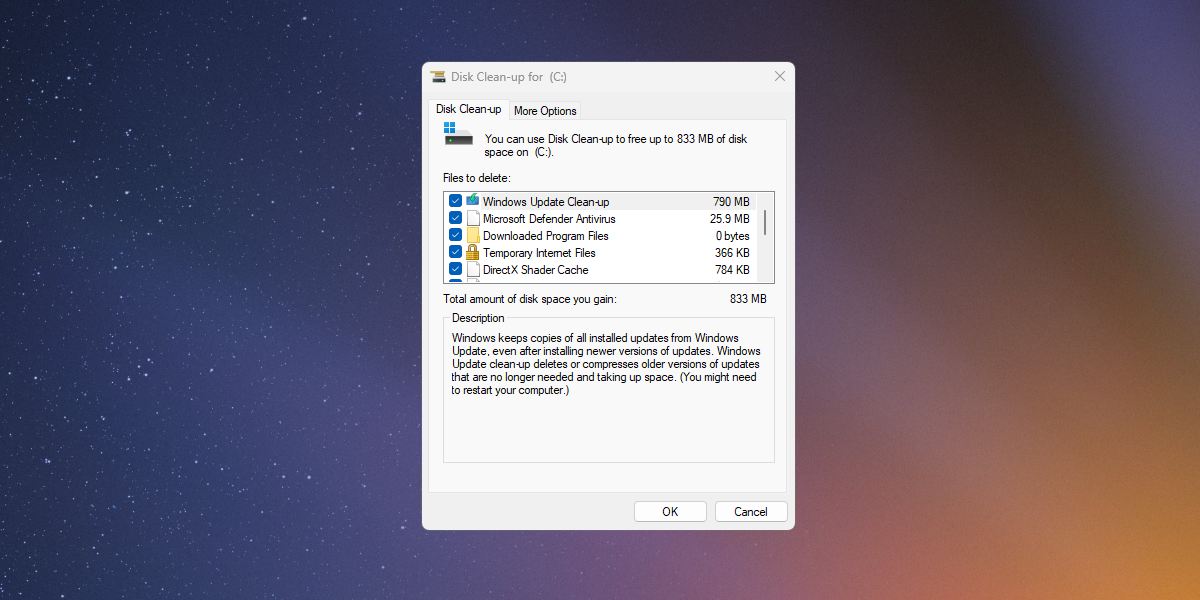 Disk Clean-up for  (C:)
Disk Clean-up
More Options
You can use Disk Clean-up to free up to 833 MB of disk
space on  (C:).
Files to delete:
Windows Update Clean-up 790 MB
Microsoft Defender Antivirus 25.9 MB
Downloaded Program Files 0 bytes
Temporary Internet Files 366 KB
DirectX Shader Cache 784 KB
Total amount of disk space you gain: 833 MB
Description
Windows keeps copies of all installed updates from Windows
Update, even after installing newer versions of updates. Windows
Update clean-up deletes or compresses older versions of updates
that are no longer needed and taking up space. (You might need
to restart your computer.)
OK
Cancel